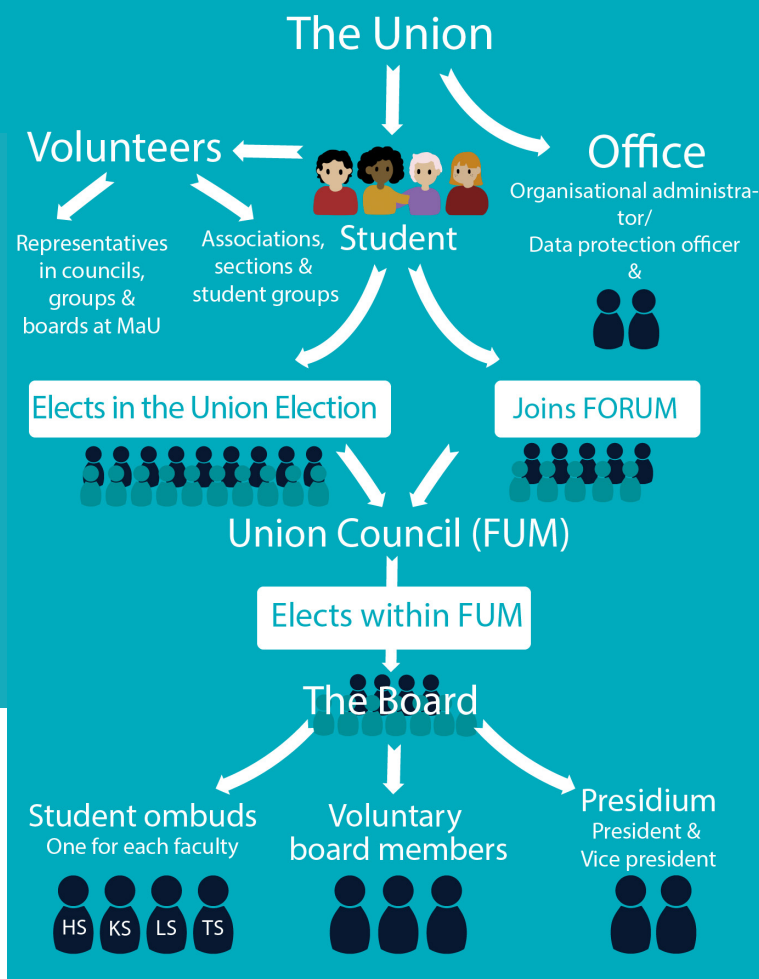 The Union
Volunteers
Office
Organisational administra-
tor/
Data protection officer
&
Representatives
in councils,
groups &
boards at MaU
Associations,
sections &
student groups
Student
Elects in the Union Election
Joins FORUM
Union Council (FUM)
Elects within FUM
The Board
Student ombuds
One for each faculty
HS KS LS TS
Voluntary
board members
Presidium
President &
Vice president